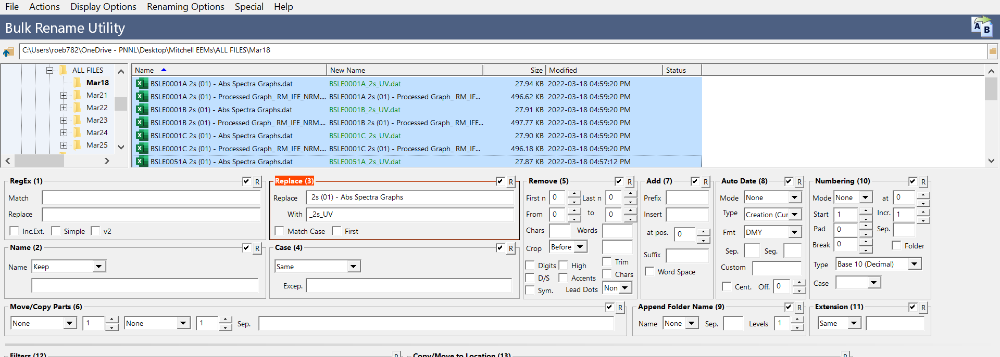 File Actions Display Options Renaming Options Special Help
Bulk Rename Utility
A B
C:\Users\roeb782\OneDrive - PNNL\Desktop\Mitchell EEMs\ALL FILES\Mar18
ALL FILES
Mar18
Mar21
Mar22
Mar23
Mar24
Mar25
Name New Name Size Modified Status
BSLE0001A 2s (01) - Abs Spectra Graphs.dat BSLE0001A_2s_UV.dat 27.94 KB 2022-03-18 04:59:20 PM
BSLE0001A 2s (01) - Processed Graph_ RM_IFE_NRM.... BSLE0001A 2s (01) - Processed Graph_ RM_IF... 496.62 KB 2022-03-18 04:59:20 PM
BSLE0001B 2s (01) - Abs Spectra Graphs.dat BSLE0001B_2s_UV.dat 27.91 KB 2022-03-18 04:59:20 PM
BSLE0001B 2s (01) - Processed Graph_ RM_IFE_NRM.... BSLE0001B 2s (01) - Processed Graph_ RM_IFE... 497.77 KB 2022-03-18 04:59:20 PM
BSLE0001C 2s (01) - Abs Spectra Graphs.dat BSLE0001C_2s_UV.dat 27.90 KB 2022-03-18 04:59:20 PM
BSLE0001C 2s (01) - Processed Graph_ RM_IFE_NRM.... BSLE0001C 2s (01) - Processed Graph_ RM_IF... 496.18 KB 2022-03-18 04:59:20 PM
BSLE0051A 2s (01) - Abs Spectra Graphs.dat BSLE0051A_2s_UV.dat 27.87 KB 2022-03-18 04:57:12 PM
RegEx (1) R
Match
Replace
Inc.Ext. Simple v2
Replace (3) R
Replace 2s (01) - Abs Spectra Graphs
With _2s_UV
Match Case First
Name (2) R
Name Keep
Case (4) R
Same
Excep.
Remove (5) R
First n 0 Last n 0
From 0 to 0
Chars Words
Crop Before
Digits High Trim
D/S Accents Chars
Sym. Lead Dots Non
Add (7) R
Prefix
Insert
at pos. 0
Suffix
Word Space
Auto Date (8) R
Mode None
Type Creation (Cur
Fmt DMY
Sep. Seg.
Custom
Cent. Off. 0
Numbering (10) R
Mode None at 0
Start 1 Incr. 1
Pad 0 Sep.
Break 0 Folder
Type Base 10 (Decimal)
Case
Move/Copy Parts (6) R
None 1 None 1 Sep.
Append Folder Name (9) R
Name None Sep. Levels 1
Extension (11) R
Same
Filters (12) R
Copy/Move to Location (13) R